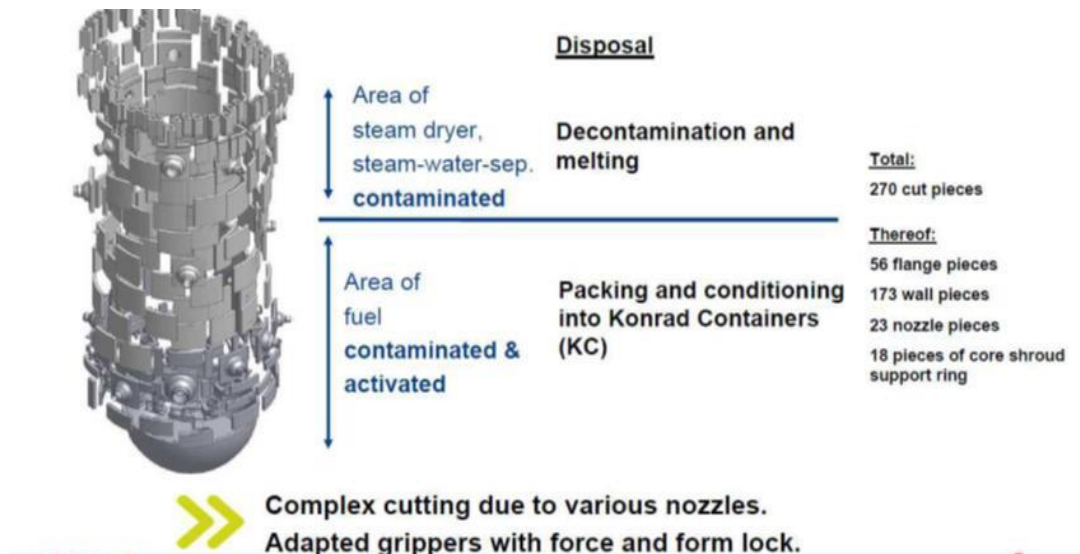 Disposal
Area of
steam dryer,
steam-water-sep.
contaminated
Decontamination and
melting
Area of
fuel
contaminated &
activated
Packing and conditioning
into Konrad Containers
(KC)
Total:
270 cut pieces
Thereof:
56 flange pieces
173 wall pieces
23 nozzle pieces
18 pieces of core shroud
support ring
Complex cutting due to various nozzles.
Adapted grippers with force and form lock.